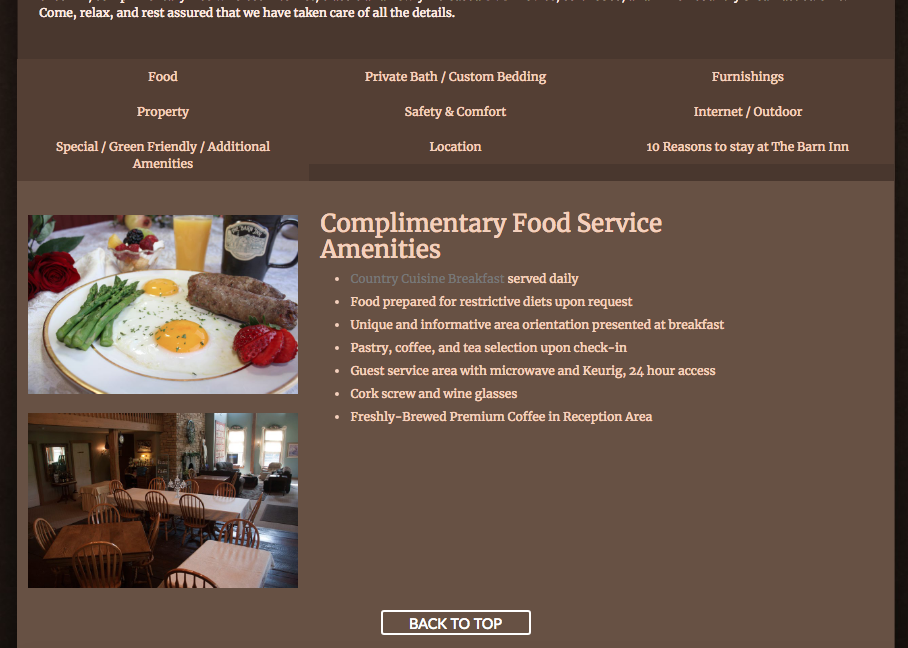 Come, relax, and rest assured that we have taken care of all the details.
Food
Private Bath / Custom Bedding
Furnishings
Property
Safety & Comfort
Internet / Outdoor
Special / Green Friendly / Additional
Amenities
Location
10 Reasons to stay at The Barn Inn
Complimentary Food Service
Amenities
Country Cuisine Breakfast served daily
Food prepared for restrictive diets upon request
Unique and informative area orientation presented at breakfast
Pastry, coffee, and tea selection upon check-in
Guest service area with microwave and Keurig, 24 hour access
Cork screw and wine glasses
Freshly-Brewed Premium Coffee in Reception Area
BACK TO TOP